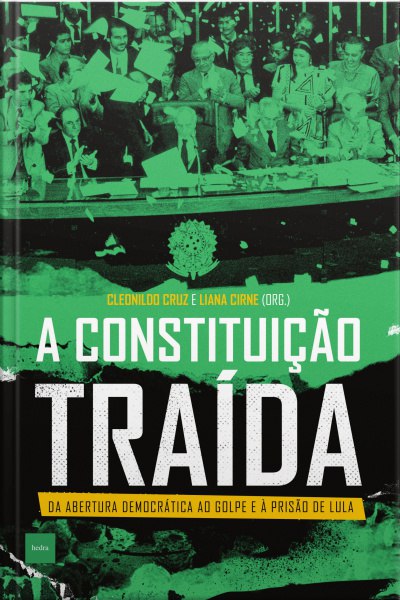 CLEONILDO CRUZ E LIANA CIRNE (ORG.)
A CONSTITUIÇÃO
TRAÍDA
DA ABERTURA DEMOCRÁTICA AO GOLPE E À PRISÃO DE LULA
hedra